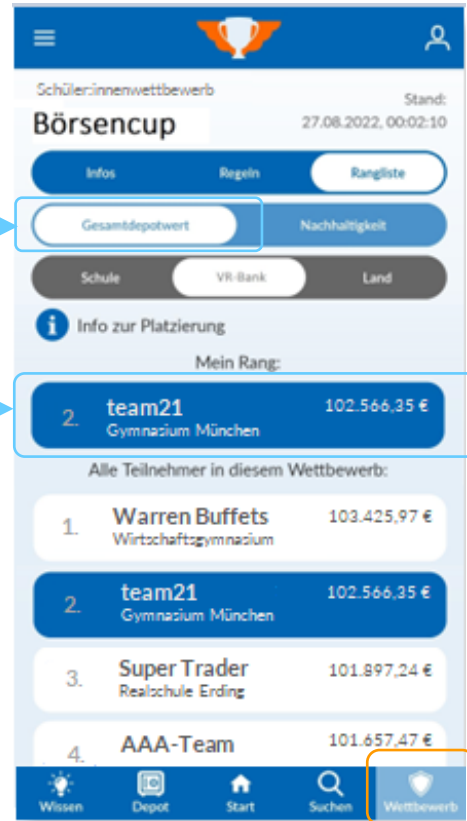 Schüler:innenwettbewerb
Stand:
Börsencup
27.08.2022, 00:02:10
Infos Regeln Rangliste
Gesamtdepotwert Nachhaltigkeit
Schule VR-Bank Land
i Info zur Platzierung
Mein Rang:
2. team21 102.566,35 €
Gymnasium München
Alle Teilnehmer in diesem Wettbewerb:
1. Warren Buffets 103.425,97 €
Wirtschaftsgymnasium
2. team21 102.566,35 €
Gymnasium München
3. Super Trader 101.897,24 €
Realschule Erding
4. AAA-Team 101.657,47 €
Wissen Depot Start Suchen Wettbewerb